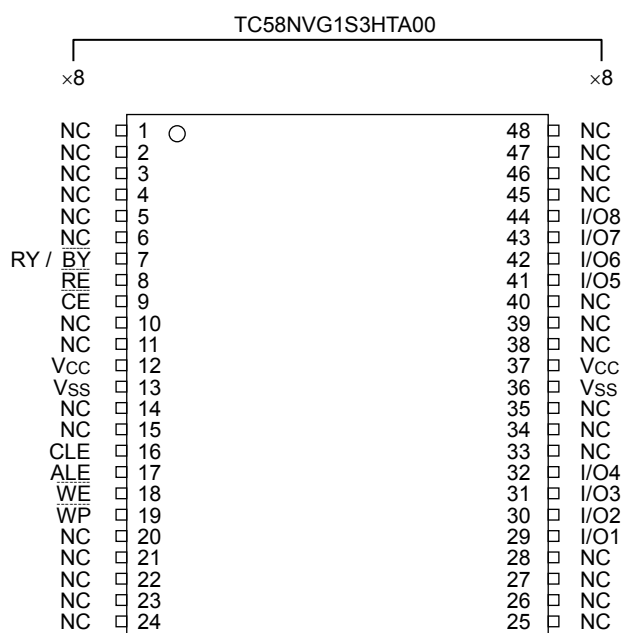 TC58NVG1S3HTA00
×8 ×8
NC 1 48 NC
NC 2 47 NC
NC 3 46 NC
NC 4 45 NC
NC 5 44 I/O8
NC 6 43 I/O7
RY / BY 7 42 I/O6
RE 8 41 I/O5
CE 9 40 NC
NC 10 39 NC
NC 11 38 NC
VCC 12 37 VCC
VSS 13 36 VSS
NC 14 35 NC
NC 15 34 NC
CLE 16 33 NC
ALE 17 32 I/O4
WE 18 31 I/O3
WP 19 30 I/O2
NC 20 29 I/O1
NC 21 28 NC
NC 22 27 NC
NC 23 26 NC
NC 24 25 NC